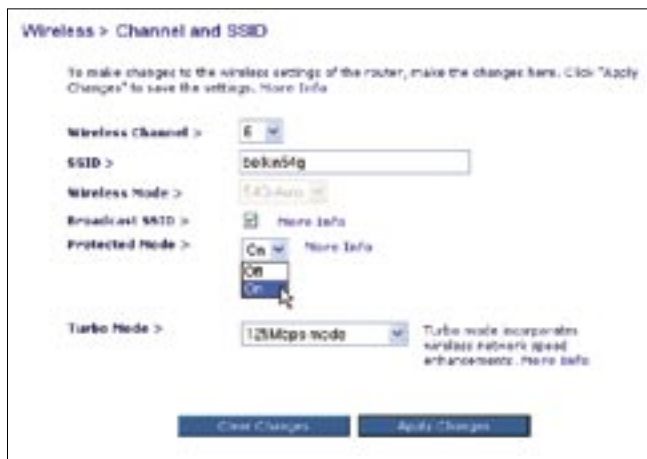 Wireless > Channel and SSID
To make changes to the wireless settings of the router, make the changes here. Click "Apply
Changes" to save the settings. More Info
Wireless Channel > 6
SSID > belkin54g
Wireless Mode >
Broadcast SSID > More Info
Protected Mode > On More Info
Off
On
Turbo Mode > 125Mbps mode Turbo mode incorporates
wireless network speed
enhancements. More Info
Clear Changes Apply Changes